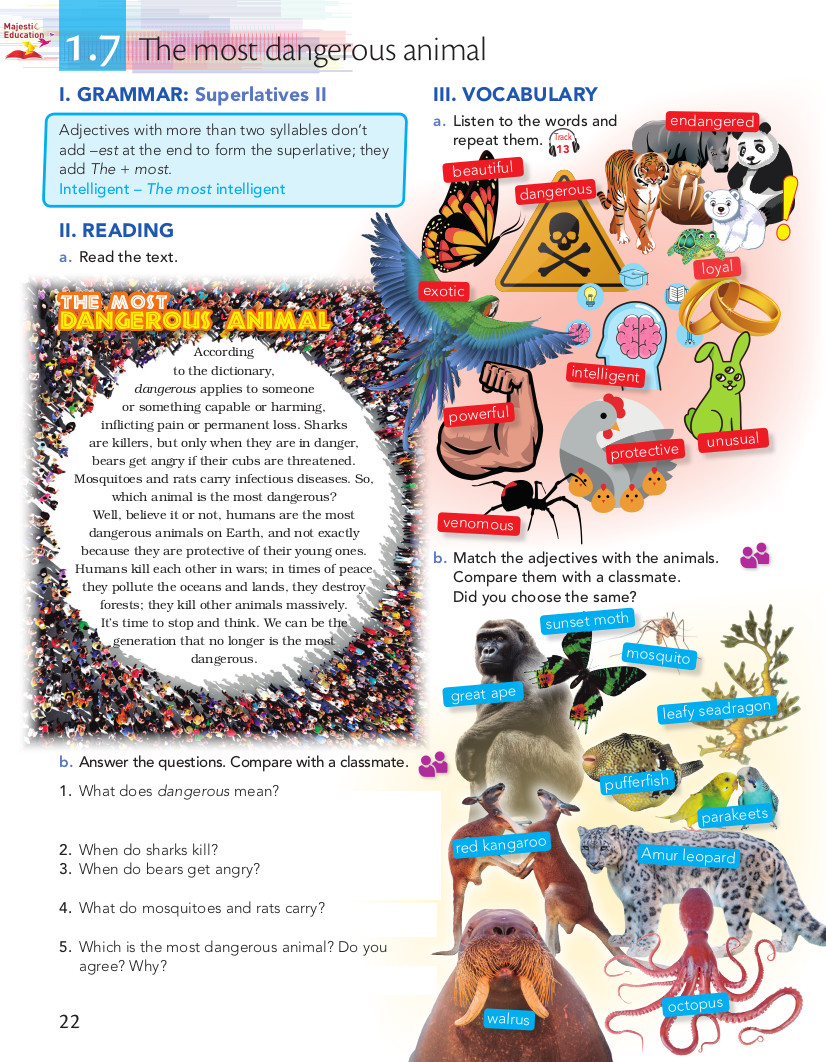 Majestic
Education
1.7 The most dangerous animal
I. GRAMMAR: Superlatives II
Adjectives with more than two syllables don't
add –est at the end to form the superlative; they
add The + most.
Intelligent – The most intelligent
II. READING
a. Read the text.
THE MOST
DANGEROUS ANIMAL
According
to the dictionary,
dangerous applies to someone
or something capable or harming,
inflicting pain or permanent loss. Sharks
are killers, but only when they are in danger,
bears get angry if their cubs are threatened.
Mosquitoes and rats carry infectious diseases. So,
which animal is the most dangerous?
Well, believe it or not, humans are the most
dangerous animals on Earth, and not exactly
because they are protective of their young ones.
Humans kill each other in wars; in times of peace
they pollute the oceans and lands, they destroy
forests; they kill other animals massively.
It's time to stop and think. We can be the
generation that no longer is the most
dangerous.
b. Answer the questions. Compare with a classmate.
1. What does dangerous mean?
2. When do sharks kill?
3. When do bears get angry?
4. What do mosquitoes and rats carry?
5. Which is the most dangerous animal? Do you
agree? Why?
22
III. VOCABULARY
a. Listen to the words and
repeat them.
Track
13
endangered
beautiful
dangerous
loyal
exotic
intelligent
powerful
protective
unusual
venomous
b. Match the adjectives with the animals.
Compare them with a classmate.
Did you choose the same?
sunset moth
mosquito
great ape
leafy seadragon
pufferfish
parakeets
red kangaroo
Amur leopard
octopus
walrus